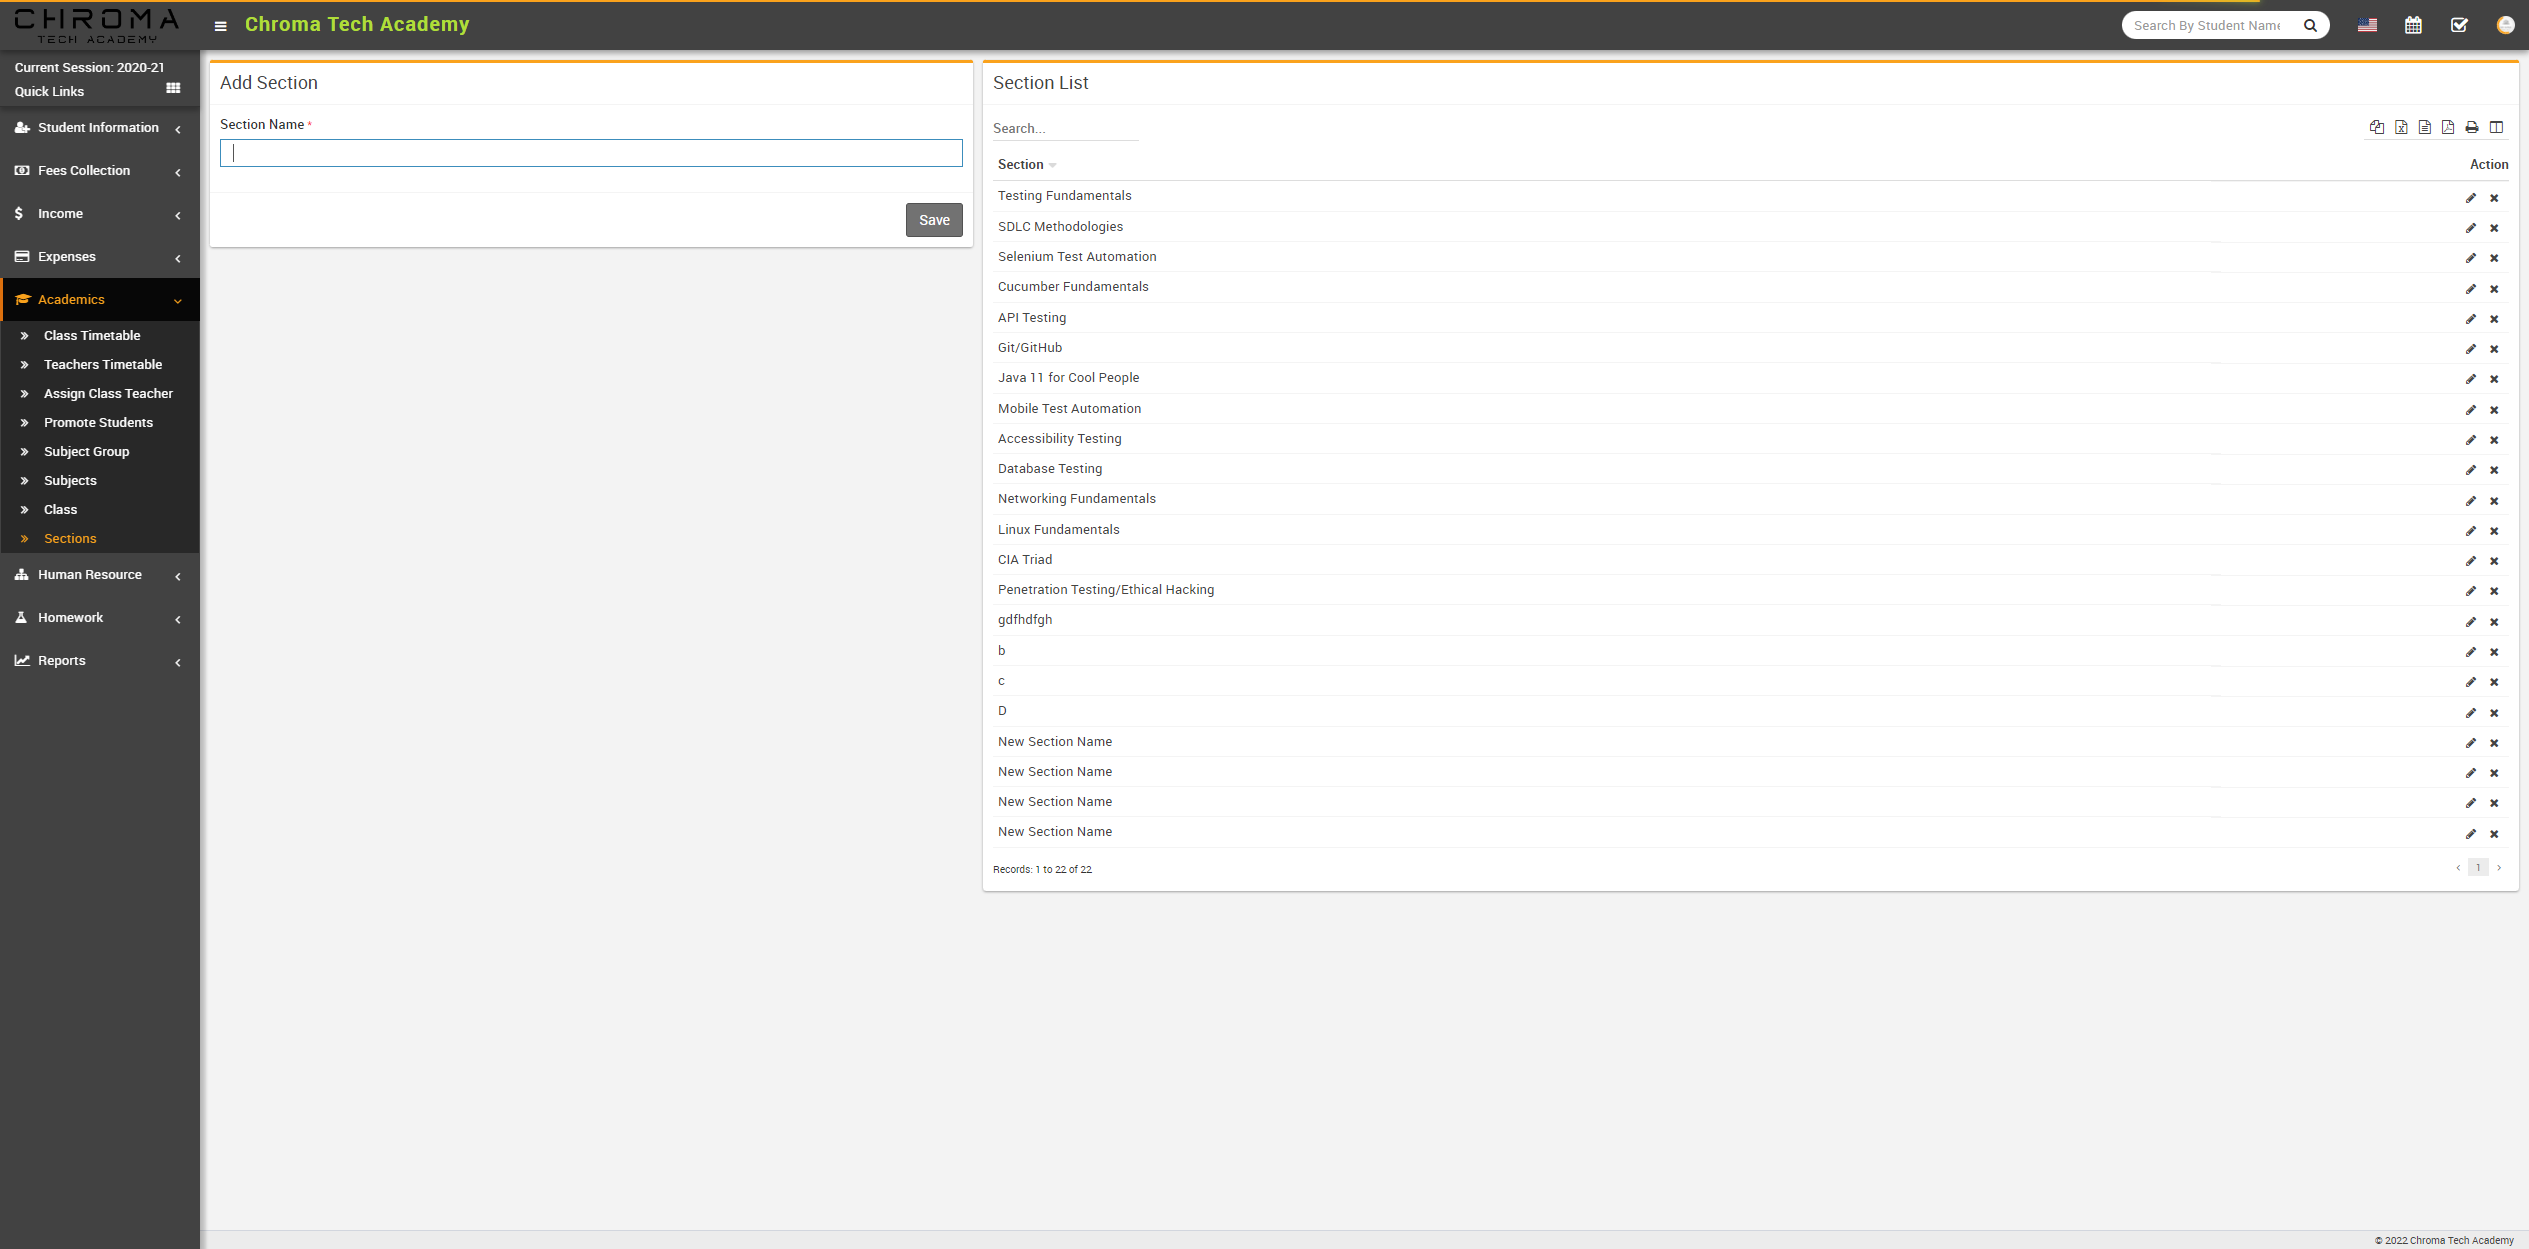 CHROMA
TECH ACADEMY
Chroma Tech Academy
Search By Student Name
Current Session: 2020-21
Quick Links
Student Information
Fees Collection
Income
Expenses
Academics
Class Timetable
Teachers Timetable
Assign Class Teacher
Promote Students
Subject Group
Subjects
Class
Sections
Human Resource
Homework
Reports
Add Section
Section Name *
Save
Section List
Search...
Section Action
Testing Fundamentals
SDLC Methodologies
Selenium Test Automation
Cucumber Fundamentals
API Testing
Git/GitHub
Java 11 for Cool People
Mobile Test Automation
Accessibility Testing
Database Testing
Networking Fundamentals
Linux Fundamentals
CIA Triad
Penetration Testing/Ethical Hacking
gdfhdfgh
b
c
D
New Section Name
New Section Name
New Section Name
New Section Name
Records: 1 to 22 of 22
1
© 2022 Chroma Tech Academy